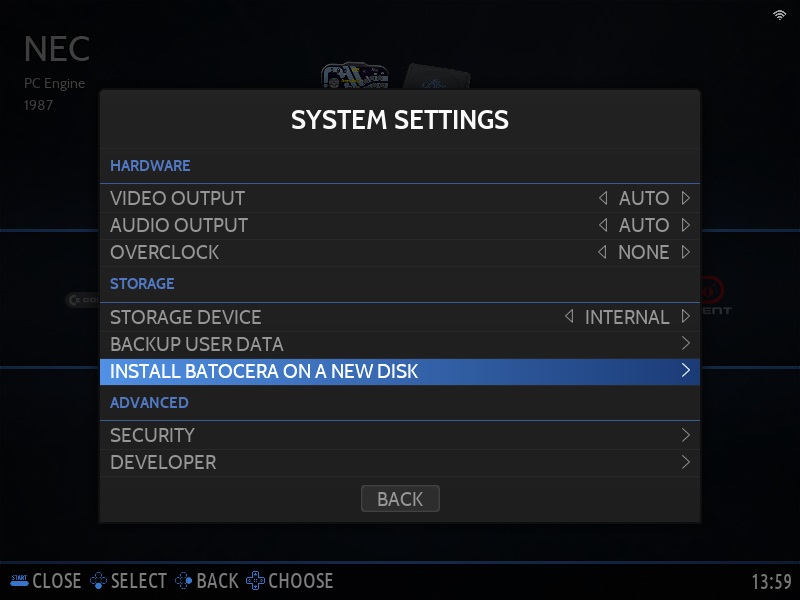 NEC
PC Engine
1987
SYSTEM SETTINGS
HARDWARE
VIDEO OUTPUT AUTO
AUDIO OUTPUT AUTO
OVERCLOCK NONE
STORAGE
STORAGE DEVICE INTERNAL
BACKUP USER DATA
INSTALL BATOCERA ON A NEW DISK
ADVANCED
SECURITY
DEVELOPER
BACK
START CLOSE SELECT BACK CHOOSE 13:59